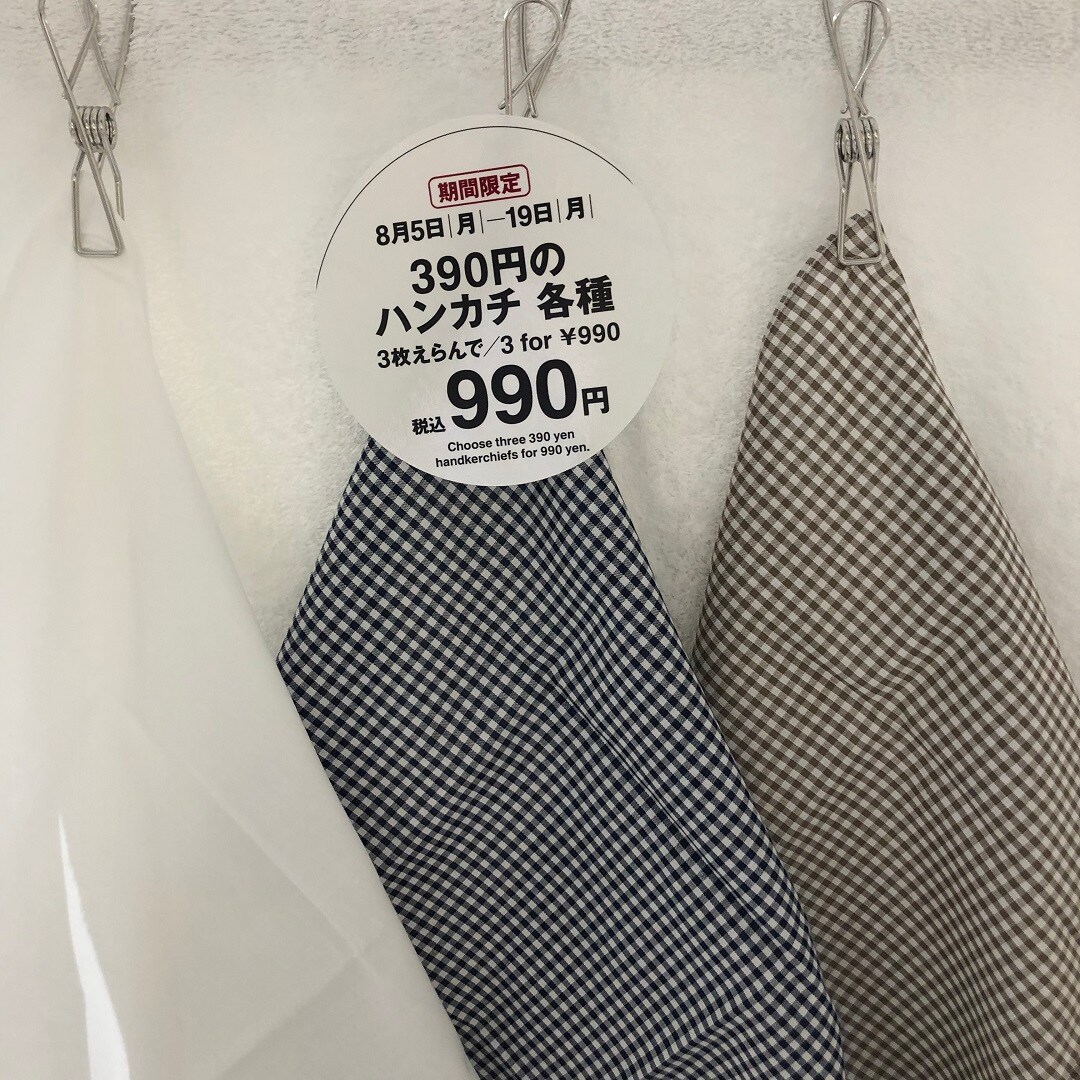 期間限定
8月5日|月|—19日|月|
390円の
ハンカチ 各種
3枚えらんで/3 for ¥990
税込990円
Choose three 390 yen
handkerchiefs for 990 yen.